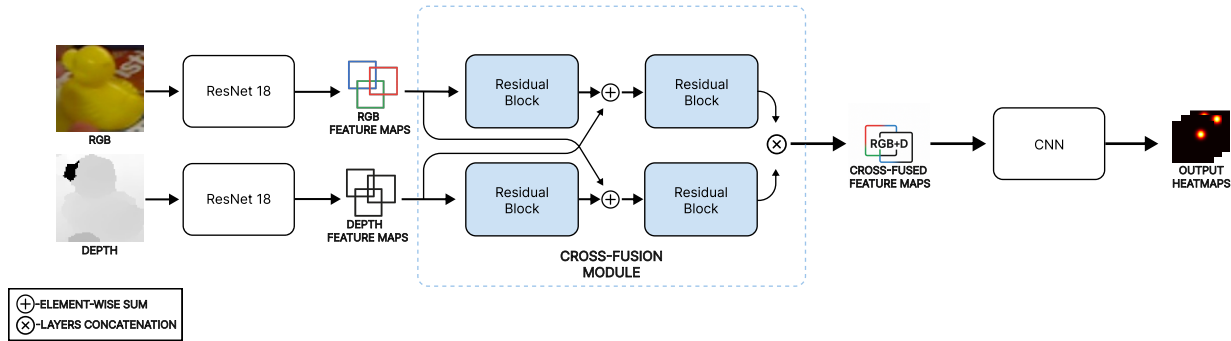 RGB
ResNet 18
RGB
FEATURE MAPS
Residual
Block
Residual
Block
DEPTH
ResNet 18
DEPTH
FEATURE MAPS
Residual
Block
Residual
Block
CROSS-FUSION
MODULE
RGB+D
CROSS-FUSED
FEATURE MAPS
CNN
OUTPUT
HEATMAPS
-ELEMENT-WISE SUM
-LAYERS CONCATENATION